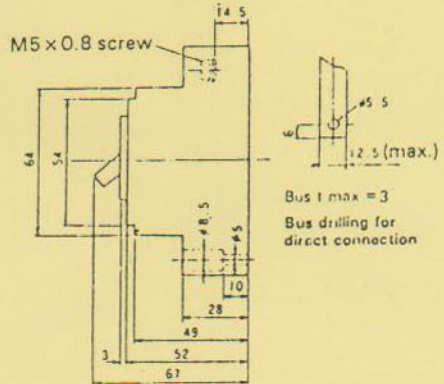 14.5
M5 × 0.8 screw
ø5.5
6
12.5 (max.)
64
54
Bus t max = 3
Bus drilling for
direct connection
ø8.5
ø5
10
28
49
3
52
67